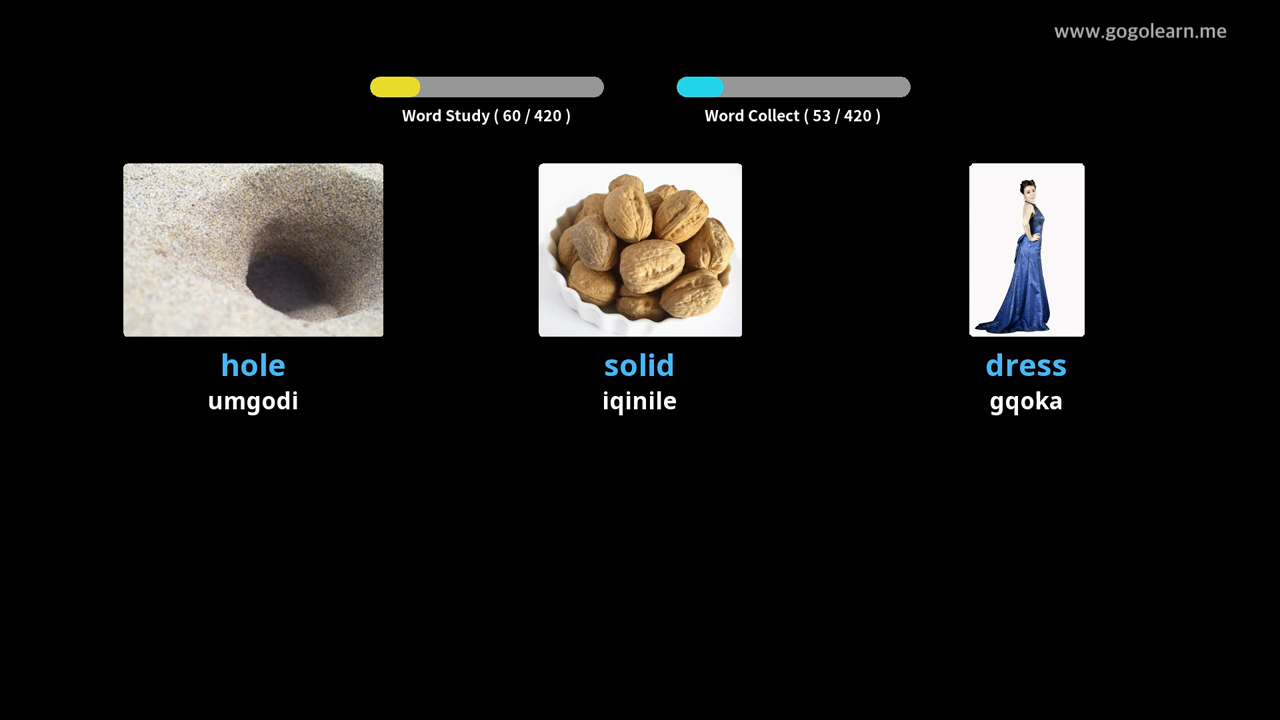 www.gogolearn.me
Word Study ( 60 / 420 )
Word Collect ( 53 / 420 )
hole
umgodi
solid
iqinile
dress
gqoka